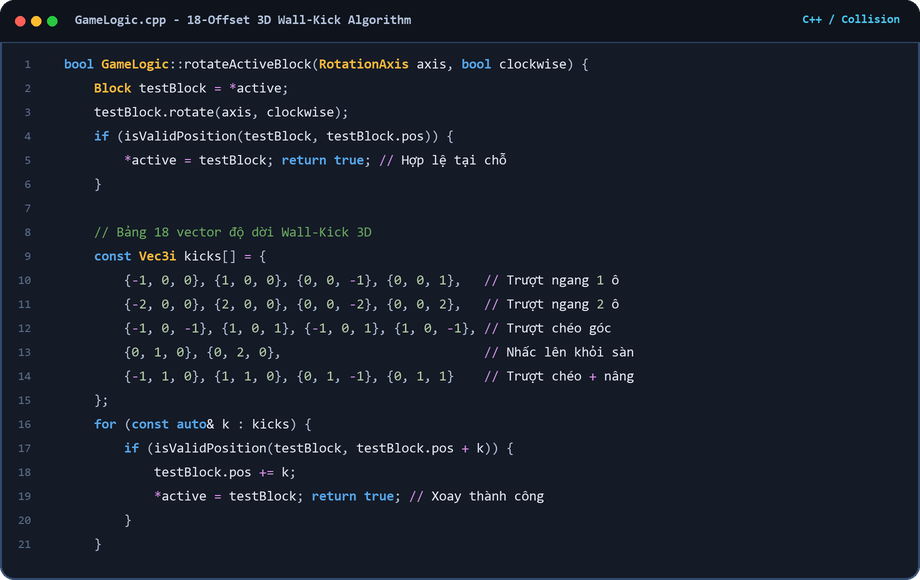 GameLogic.cpp - 18-Offset 3D Wall-Kick Algorithm
C++ / Collision
1 bool GameLogic::rotateActiveBlock(RotationAxis axis, bool clockwise) {
2 Block testBlock = *active;
3 testBlock.rotate(axis, clockwise);
4 if (isValidPosition(testBlock, testBlock.pos)) {
5 *active = testBlock; return true; // Hợp lệ tại chỗ
6 }
7
8 // Bảng 18 vector độ dời Wall-Kick 3D
9 const Vec3i kicks[] = {
10 {-1, 0, 0}, {1, 0, 0}, {0, 0, -1}, {0, 0, 1}, // Trượt ngang 1 ô
11 {-2, 0, 0}, {2, 0, 0}, {0, 0, -2}, {0, 0, 2}, // Trượt ngang 2 ô
12 {-1, 0, -1}, {1, 0, 1}, {-1, 0, 1}, {1, 0, -1}, // Trượt chéo góc
13 {0, 1, 0}, {0, 2, 0}, // Nhấc lên khỏi sàn
14 {-1, 1, 0}, {1, 1, 0}, {0, 1, -1}, {0, 1, 1} // Trượt chéo + nâng
15 };
16 for (const auto& k : kicks) {
17 if (isValidPosition(testBlock, testBlock.pos + k)) {
18 testBlock.pos += k;
19 *active = testBlock; return true; // Xoay thành công
20 }
21 }